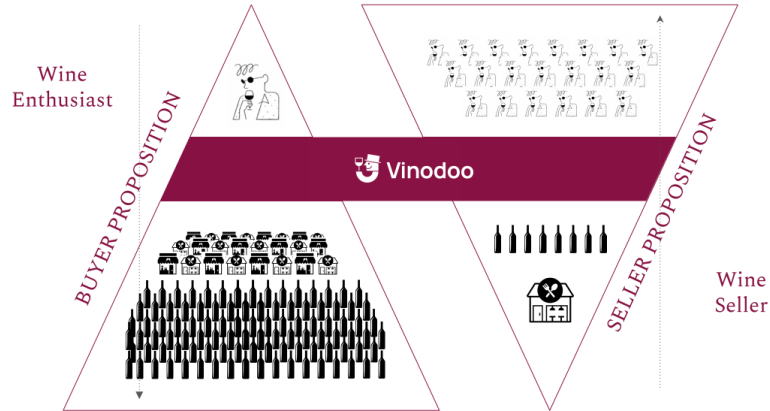 Wine
Enthusiast
BUYER PROPOSITION
Vinodoo
SELLER PROPOSITION
Wine
Seller